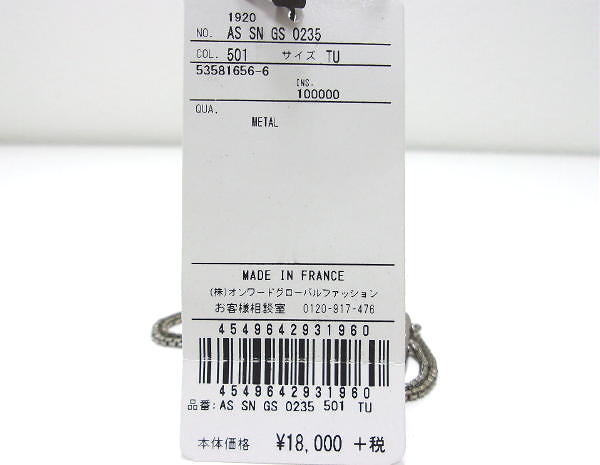 1920
NO. AS SN GS 0235
COL. 501 サイズ TU
53581656-6
INS.
100000
QUA.
METAL
MADE IN FRANCE
(株)オンワードグローバルファッション
お客様相談室 0120-917-476
4549642931960
4549642931960
品番: AS SN GS 0235 501 TU
本体価格 ¥18,000 +税